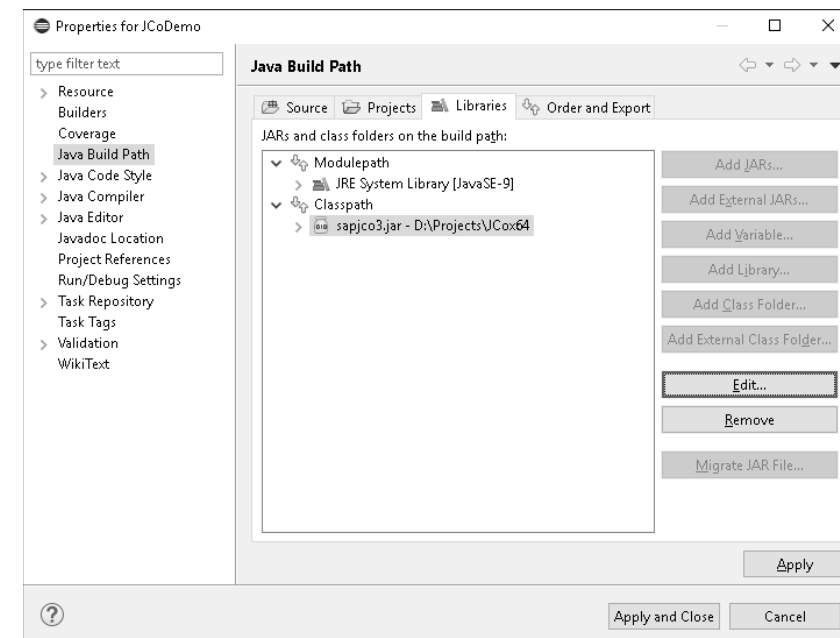 Properties for JCoDemo
type filter text
Resource
Builders
Coverage
Java Build Path
Java Code Style
Java Compiler
Java Editor
Javadoc Location
Project References
Run/Debug Settings
Task Repository
Task Tags
Validation
WikiText
Java Build Path
Source Projects Libraries Order and Export
JARs and class folders on the build path:
Modulepath
JRE System Library [JavaSE-9]
Classpath
sapjco3.jar - D:\Projects\JCox64
Add JARs...
Add External JARs...
Add Variable...
Add Library...
Add Class Folder...
Add External Class Folder...
Edit...
Remove
Migrate JAR File...
Apply
Apply and Close Cancel